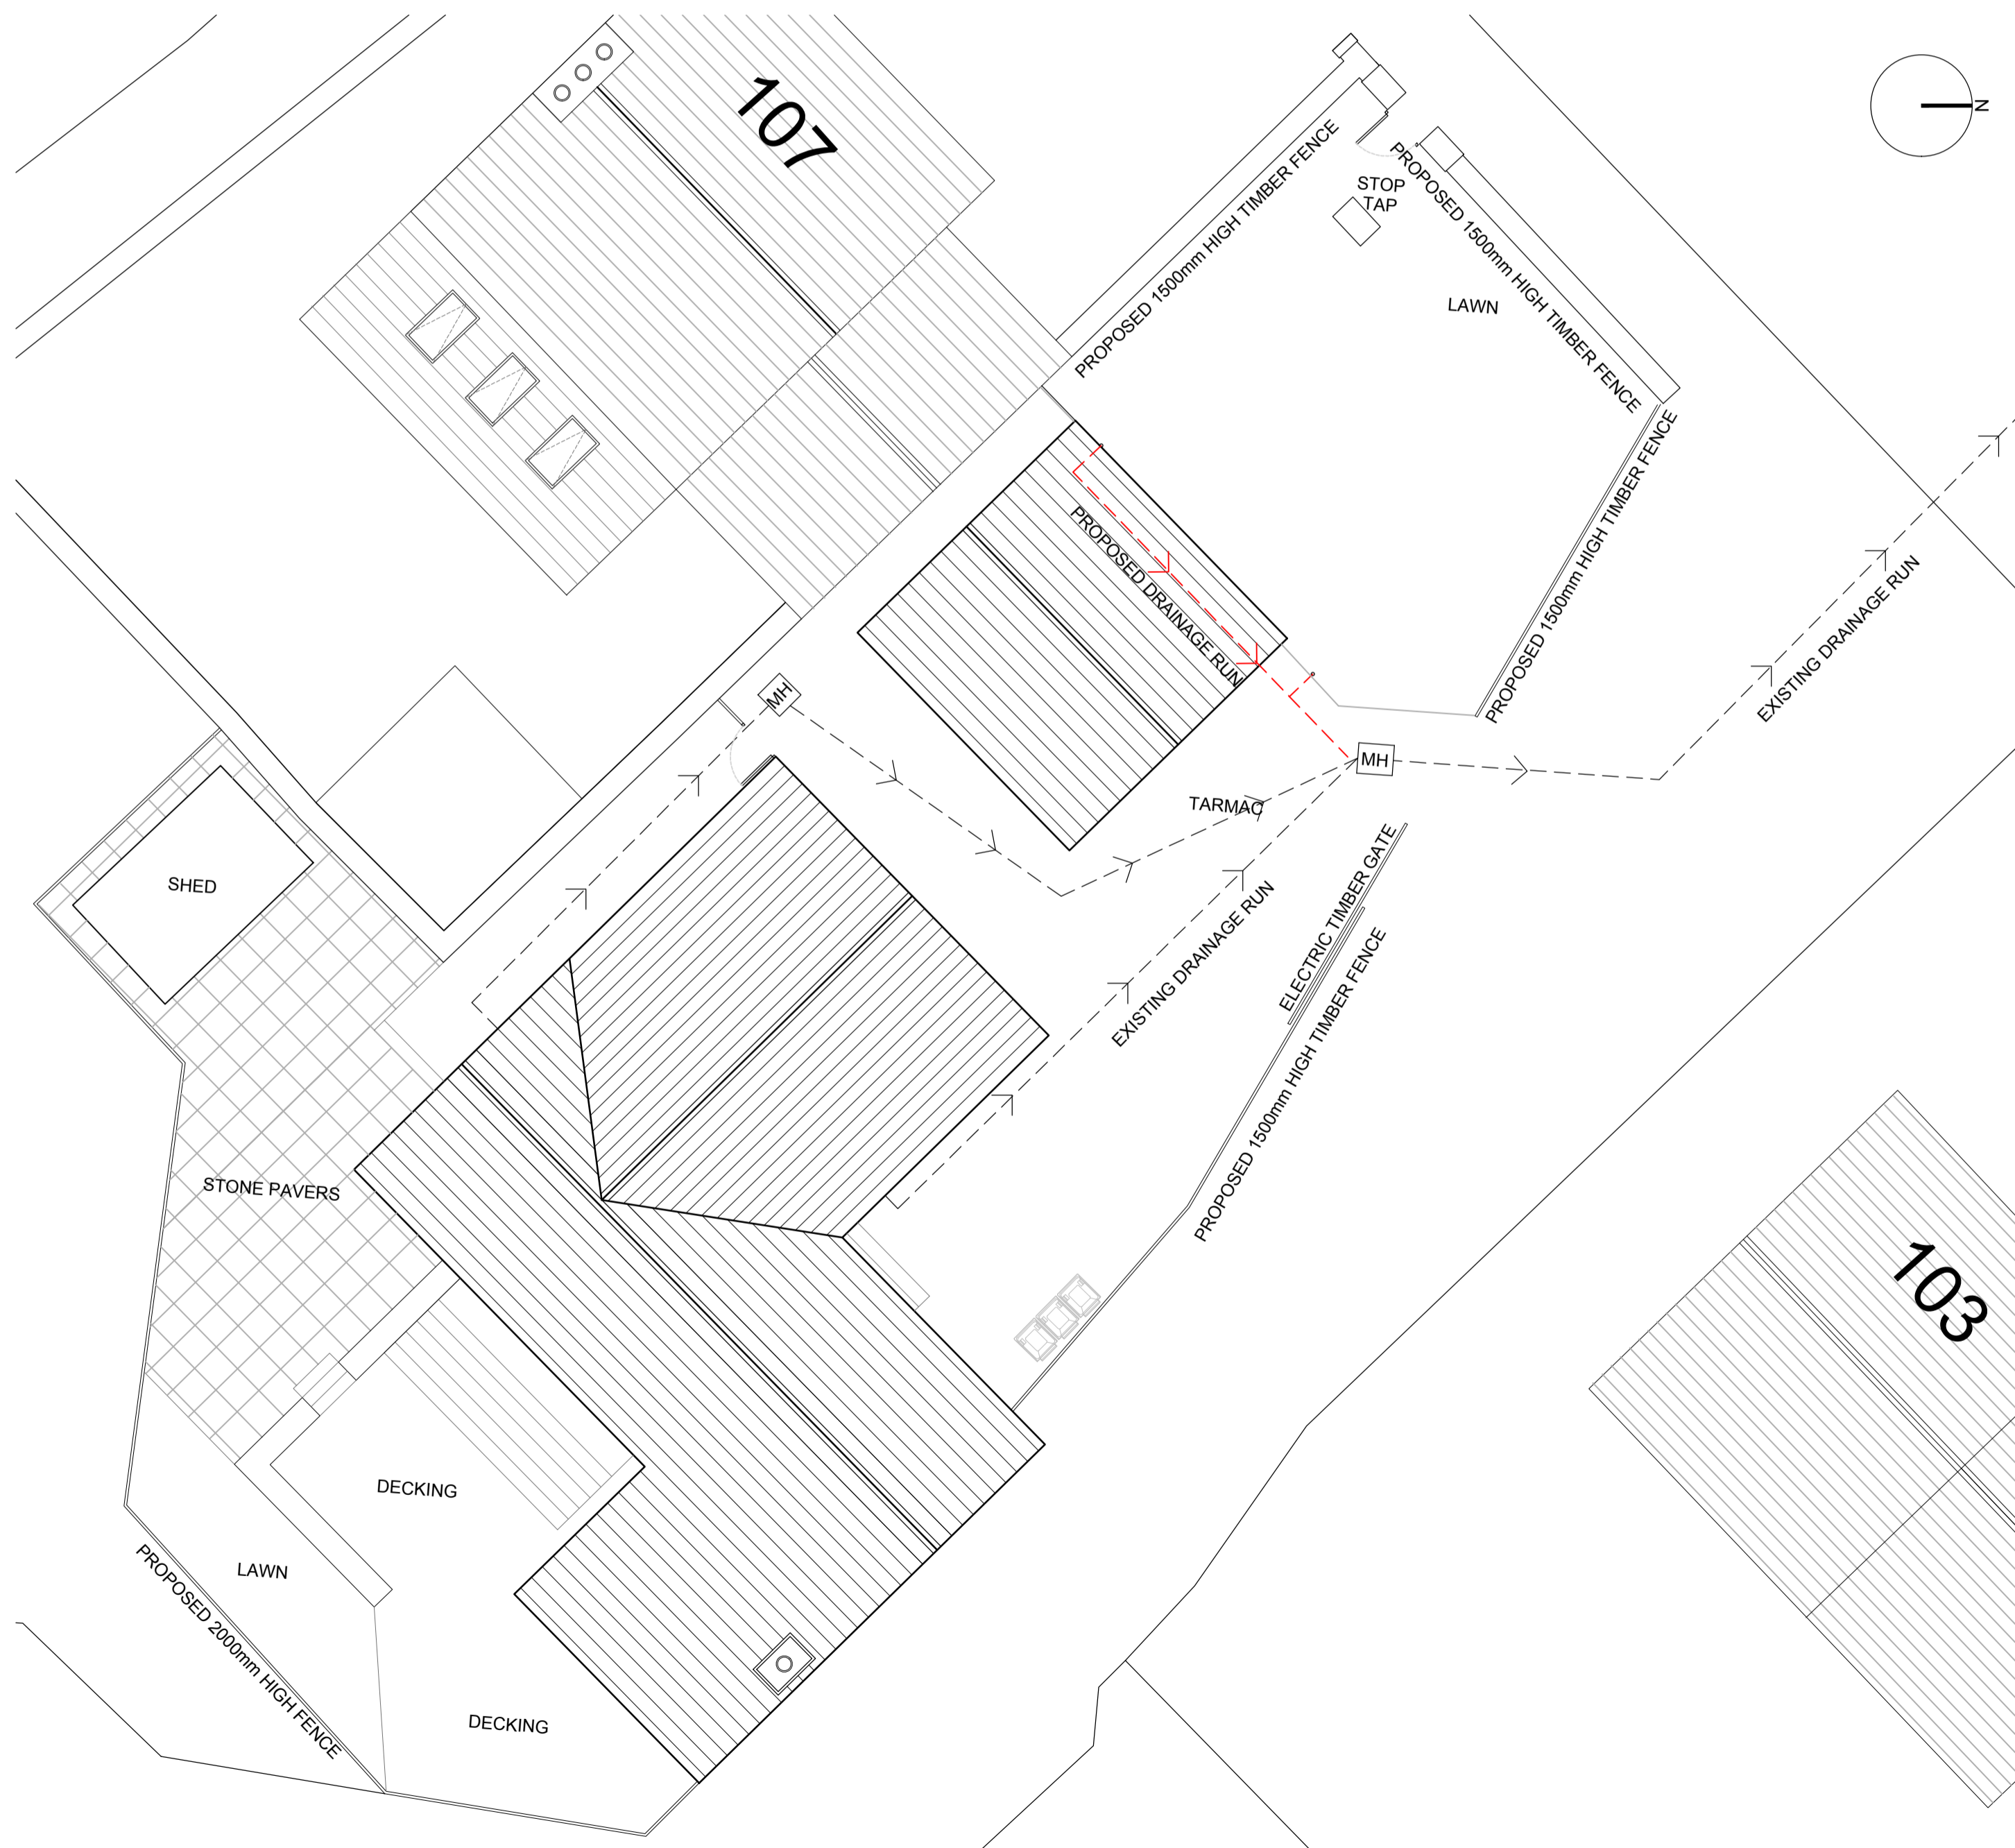 107
N
PROPOSED 1500mm HIGH TIMBER FENCE
PROPOSED 1500mm HIGH TIMBER FENCE
STOP
TAP
LAWN
PROPOSED 1500mm HIGH TIMBER FENCE
PROPOSED DRAINAGE RUN
EXISTING DRAINAGE RUN
MH
MH
TARMAC
SHED
ELECTRIC TIMBER GATE
EXISTING DRAINAGE RUN
PROPOSED 1500mm HIGH TIMBER FENCE
STONE PAVERS
103
DECKING
LAWN
PROPOSED 2000mm HIGH FENCE
DECKING